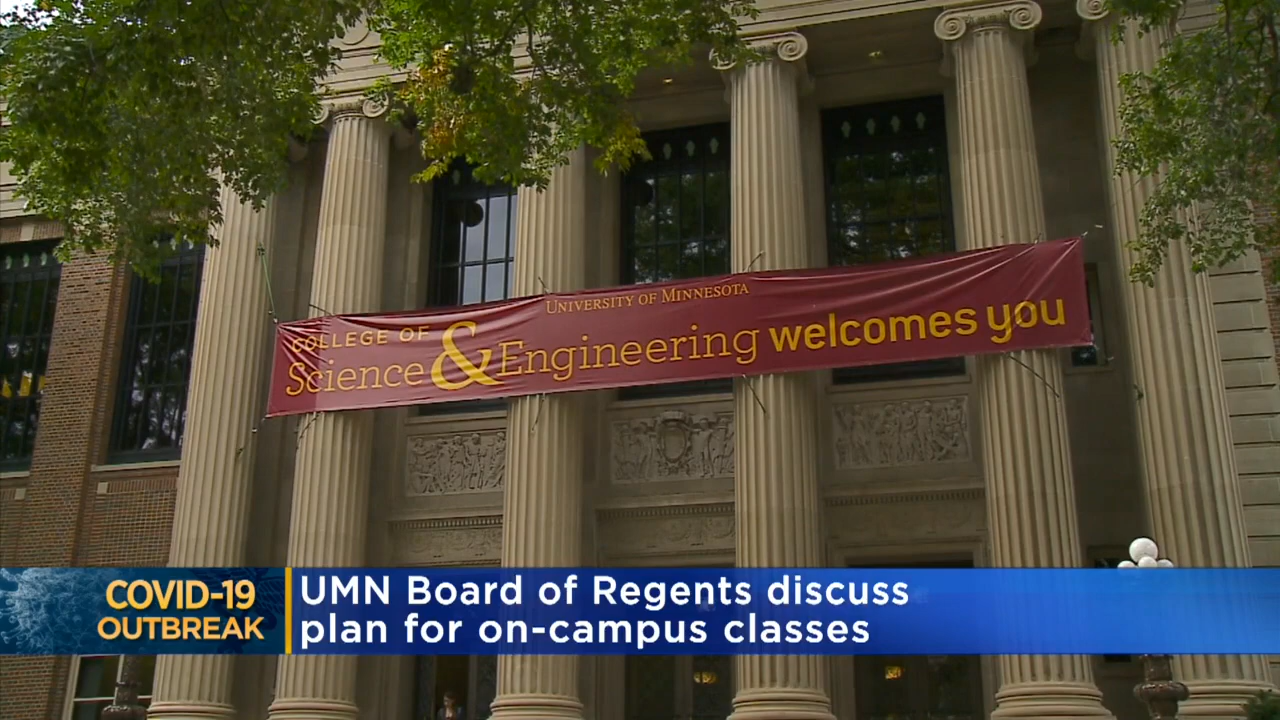 UNIVERSITY OF MINNESOTA
COLLEGE OF
Science & Engineering welcomes you
COVID-19
OUTBREAK
UMN Board of Regents discuss
plan for on-campus classes